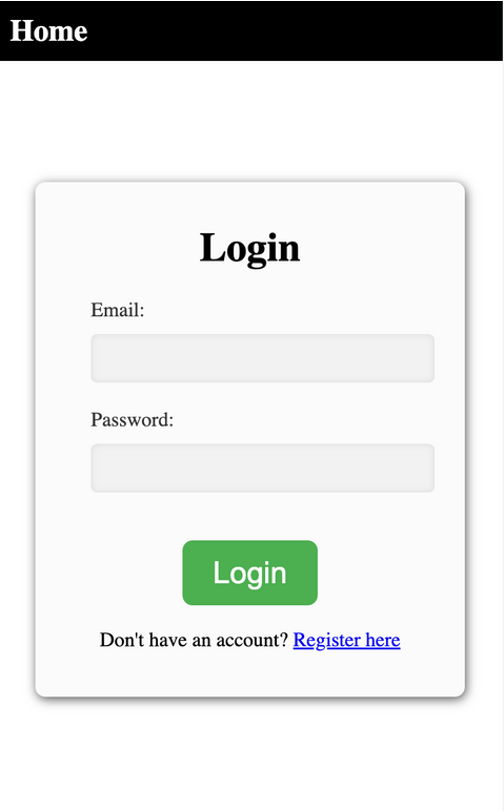 Home
Login
Email:
Password:
Login
Don't have an account? Register here